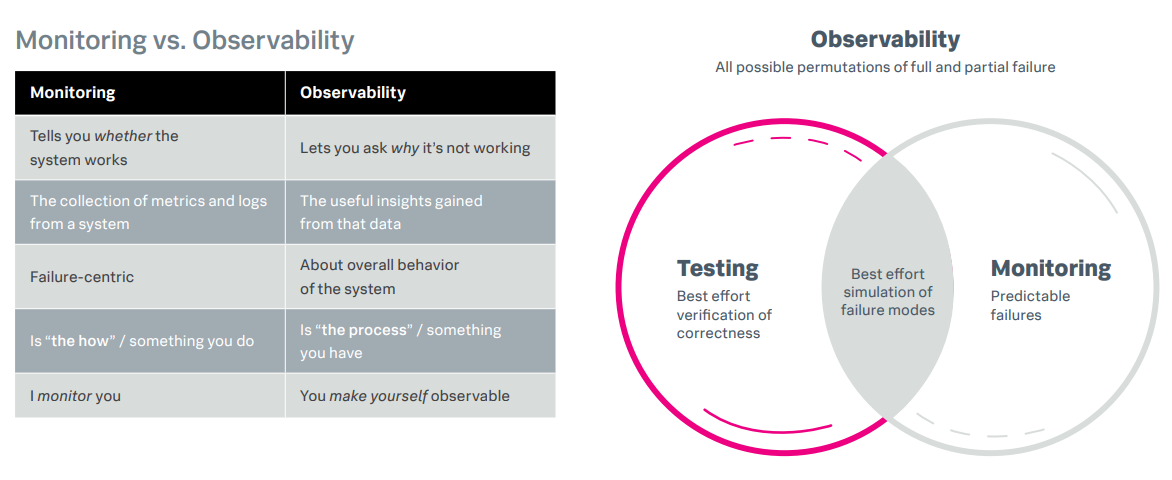 Monitoring vs. Observability
Monitoring
Observability
Tells you whether the
system works
Lets you ask why it's not working
The collection of metrics and logs
from a system
The useful insights gained
from that data
Failure-centric
About overall behavior
of the system
Is "the how" / something you do
Is "the process" / something
you have
I monitor you
You make yourself observable
Observability
All possible permutations of full and partial failure
Testing
Best effort
verification of
correctness
Best effort
simulation of
failure modes
Monitoring
Predictable
failures